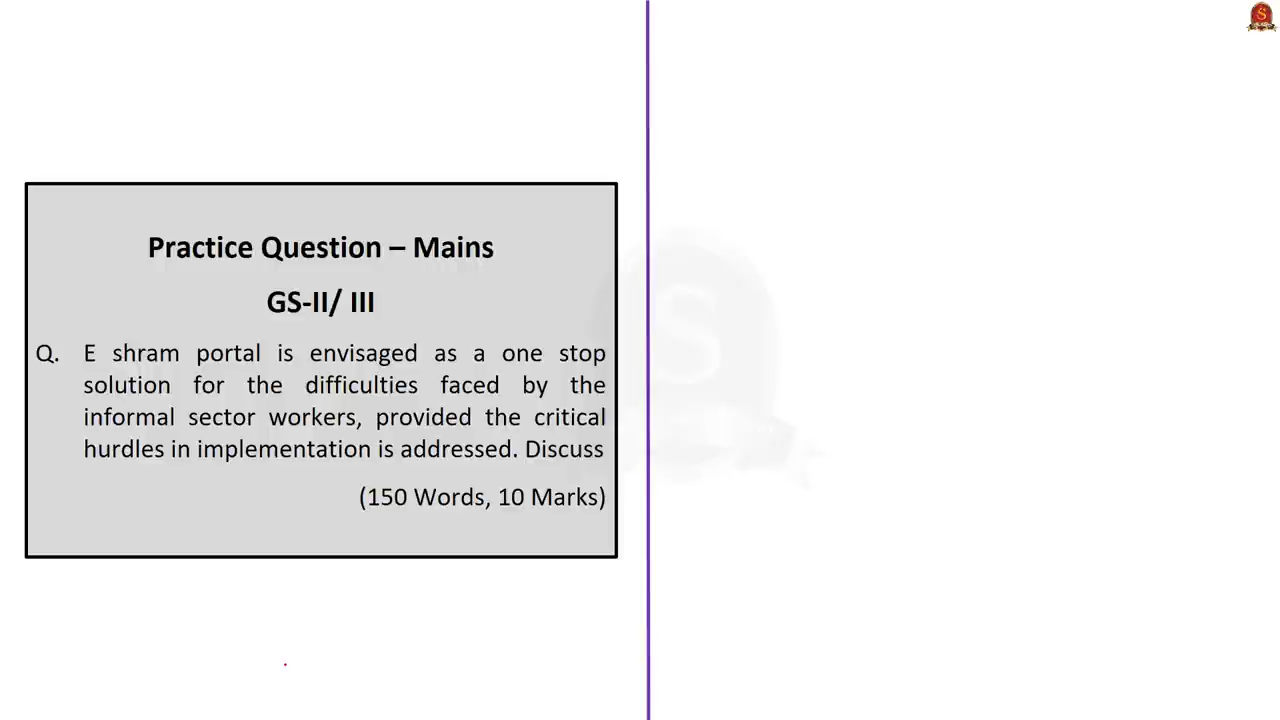 Practice Question – Mains
GS-II/ III
Q. E shram portal is envisaged as a one stop
solution for the difficulties faced by the
informal sector workers, provided the critical
hurdles in implementation is addressed. Discuss
(150 Words, 10 Marks)
S